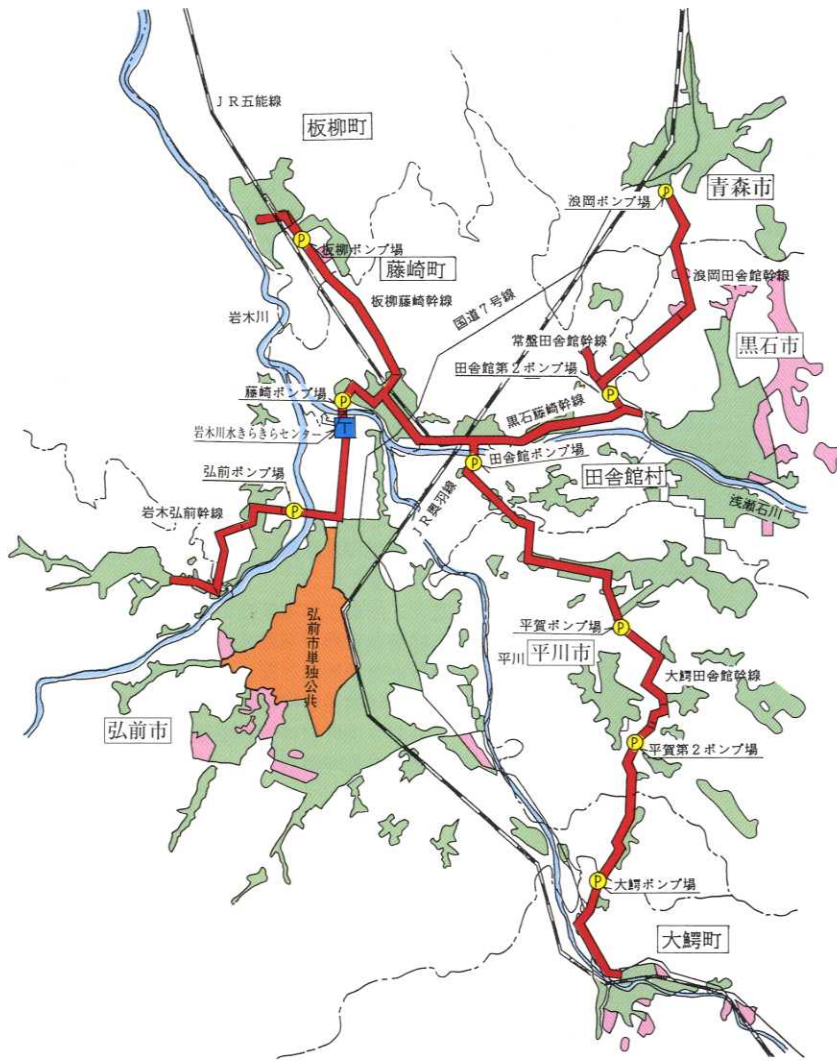 JR五能線
板柳町
浪岡ポンプ場
青森市
板柳ポンプ場
藤崎町
浪岡田舎館幹線
国道7号線
板柳藤崎幹線
岩木川
常盤田舎館幹線
黒石市
田舎館第2ポンプ場
藤崎ポンプ場
黒石藤崎幹線
岩木川水きらきらセンター
T
田舎館ポンプ場
弘前ポンプ場
田舎館村
浅瀬石川
岩木弘前幹線
JR奥羽線
弘前市単独公共
平賀ポンプ場
平川
平川市
大鰐田舎館幹線
弘前市
平賀第2ポンプ場
大鰐ポンプ場
大鰐町
P
P
P
P
P
P
P
P
P